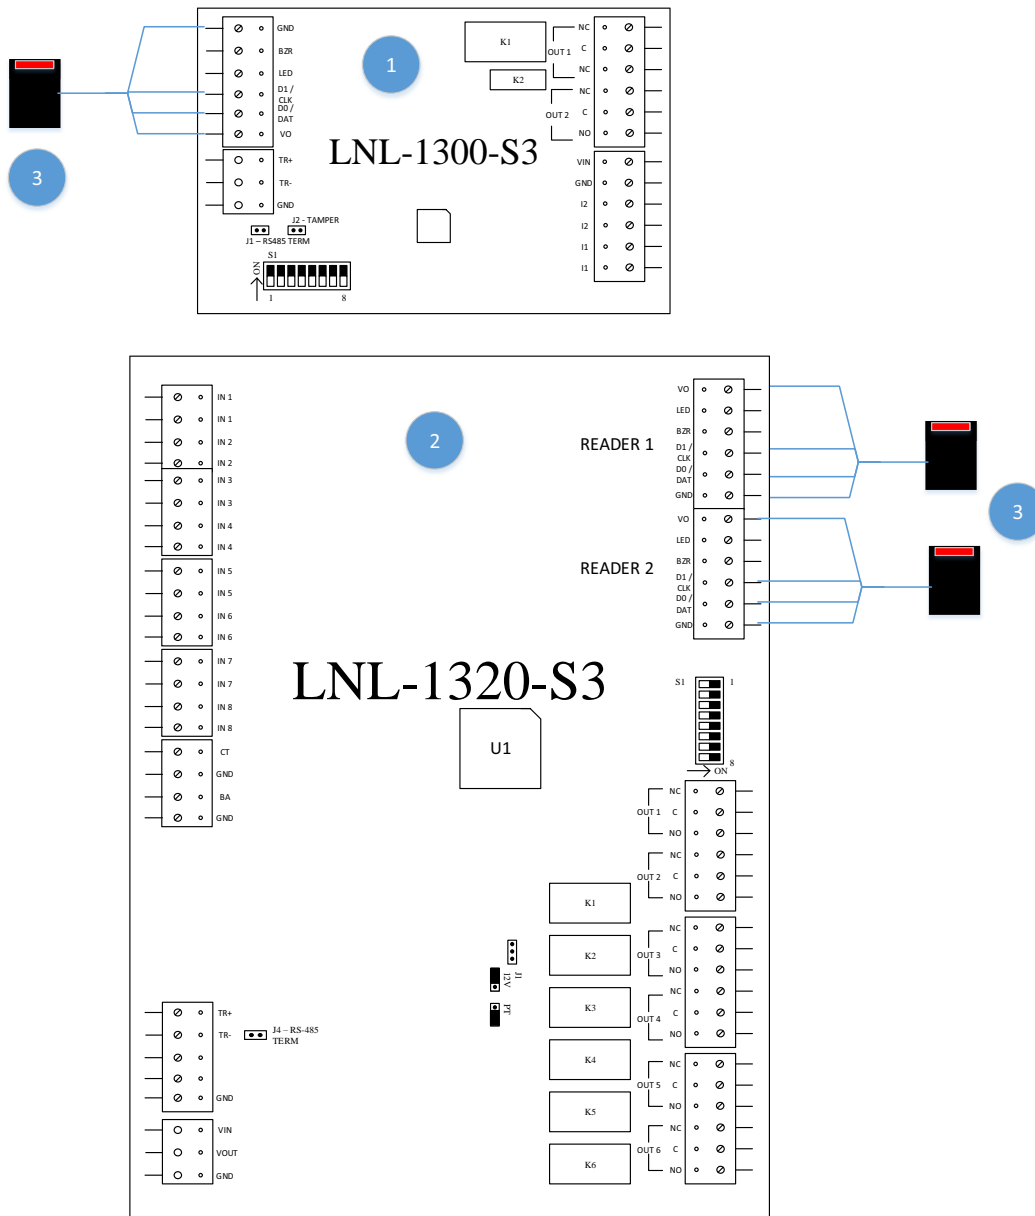 GND
BZR
LED
D1 /
CLK
D0 /
DAT
VO
TR+
TR-
GND
J2 - TAMPER
J1 – RS485 TERM
S1
ON
1
8
1
LNL-1300-S3
K1
K2
NC
OUT 1
C
NC
NC
OUT 2
C
NO
VIN
GND
I2
I2
I1
I1
3
2
IN 1
IN 1
IN 2
IN 2
IN 3
IN 3
IN 4
IN 4
IN 5
IN 5
IN 6
IN 6
IN 7
IN 7
IN 8
IN 8
CT
GND
BA
GND
READER 1
VO
LED
BZR
D1 /
CLK
D0 /
DAT
GND
READER 2
VO
LED
BZR
D1 /
CLK
D0 /
DAT
GND
3
LNL-1320-S3
U1
S1
1
8
ON
NC
OUT 1
C
NO
NC
OUT 2
C
NO
NC
OUT 3
C
NO
NC
OUT 4
C
NO
NC
OUT 5
C
NO
NC
OUT 6
C
NO
K1
K2
K3
K4
K5
K6
J1
12V
PT
TR+
TR-
J4 – RS-485
TERM
GND
VIN
VOUT
GND